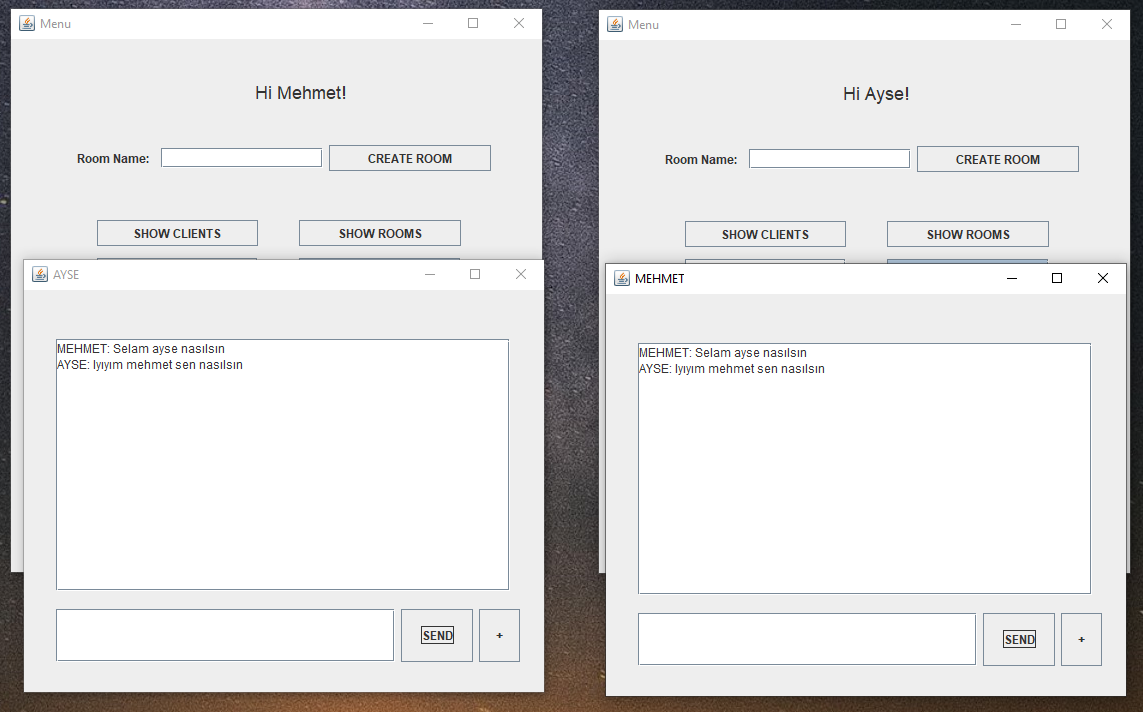 Menu
Hi Mehmet!
Room Name:
CREATE ROOM
SHOW CLIENTS
SHOW ROOMS
AYSE
MEHMET: Selam ayse nasılsın
AYSE: Iyıyım mehmet sen nasılsın
SEND
+
Menu
Hi Ayse!
Room Name:
CREATE ROOM
SHOW CLIENTS
SHOW ROOMS
MEHMET
MEHMET: Selam ayse nasılsın
AYSE: Iyıyım mehmet sen nasılsın
SEND
+